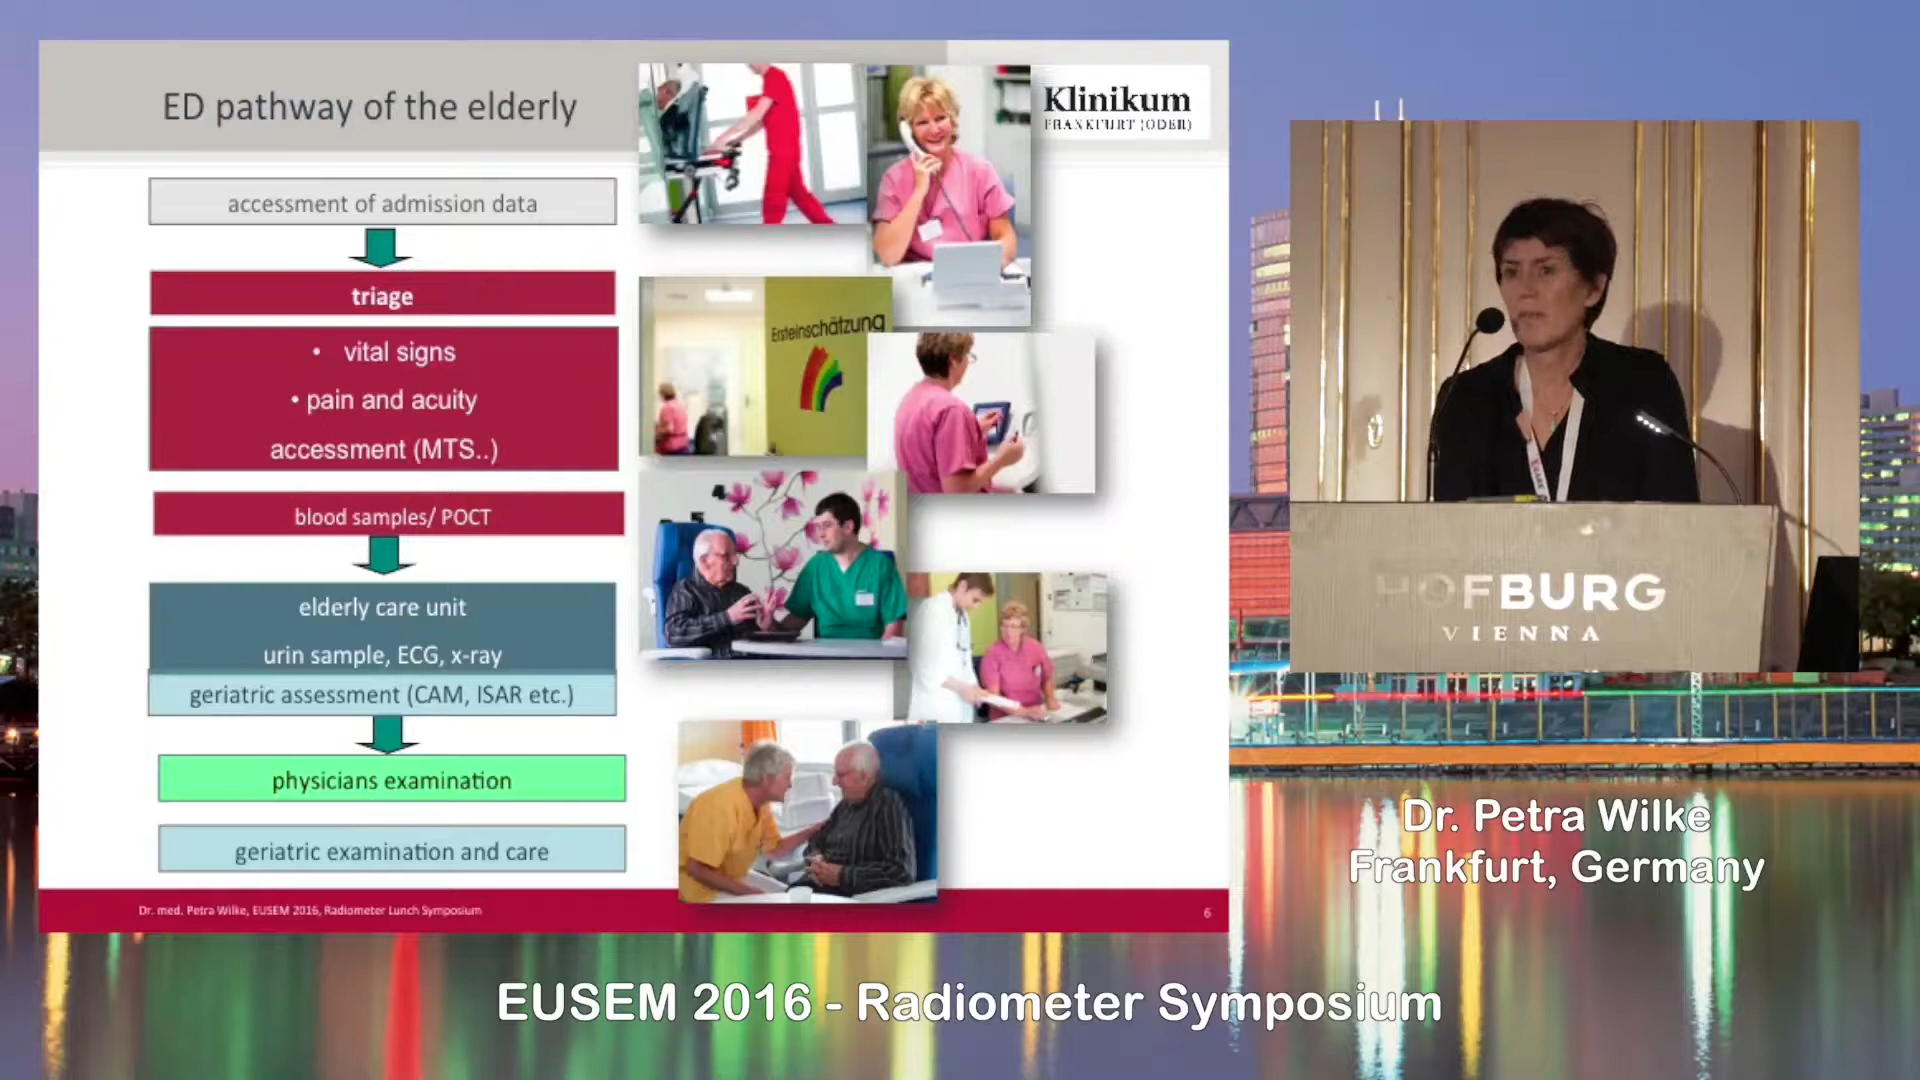 ED pathway of the elderly
Klinikum
FRANKFURT (ODER)
accessment of admission data
triage
• vital signs
• pain and acuity
accessment (MTS..)
blood samples/ POCT
elderly care unit
urin sample, ECG, x-ray
geriatric assessment (CAM, ISAR etc.)
physicians examination
geriatric examination and care
Ersteinschätzung
Dr. med. Petra Wilke, EUSEM 2016, Radiometer Lunch Symposium
6
HOFBURG
VIENNA
Dr. Petra Wilke
Frankfurt, Germany
EUSEM 2016 - Radiometer Symposium